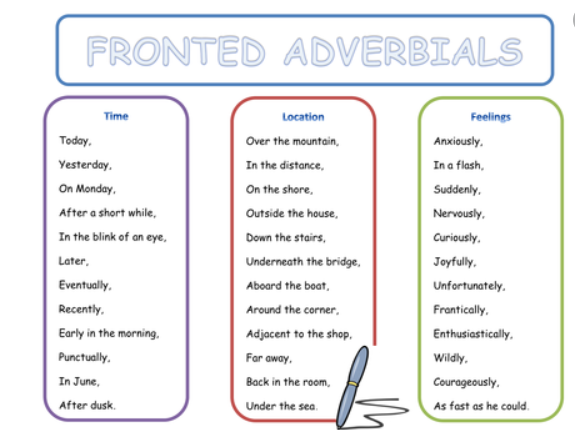 FRONTED ADVERBIALS
Time
Today,
Yesterday,
On Monday,
After a short while,
In the blink of an eye,
Later,
Eventually,
Recently,
Early in the morning,
Punctually,
In June,
After dusk.
Location
Over the mountain,
In the distance,
On the shore,
Outside the house,
Down the stairs,
Underneath the bridge,
Aboard the boat,
Around the corner,
Adjacent to the shop,
Far away,
Back in the room,
Under the sea.
Feelings
Anxiously,
In a flash,
Suddenly,
Nervously,
Curiously,
Joyfully,
Unfortunately,
Frantically,
Enthusiastically,
Wildly,
Courageously,
As fast as he could.